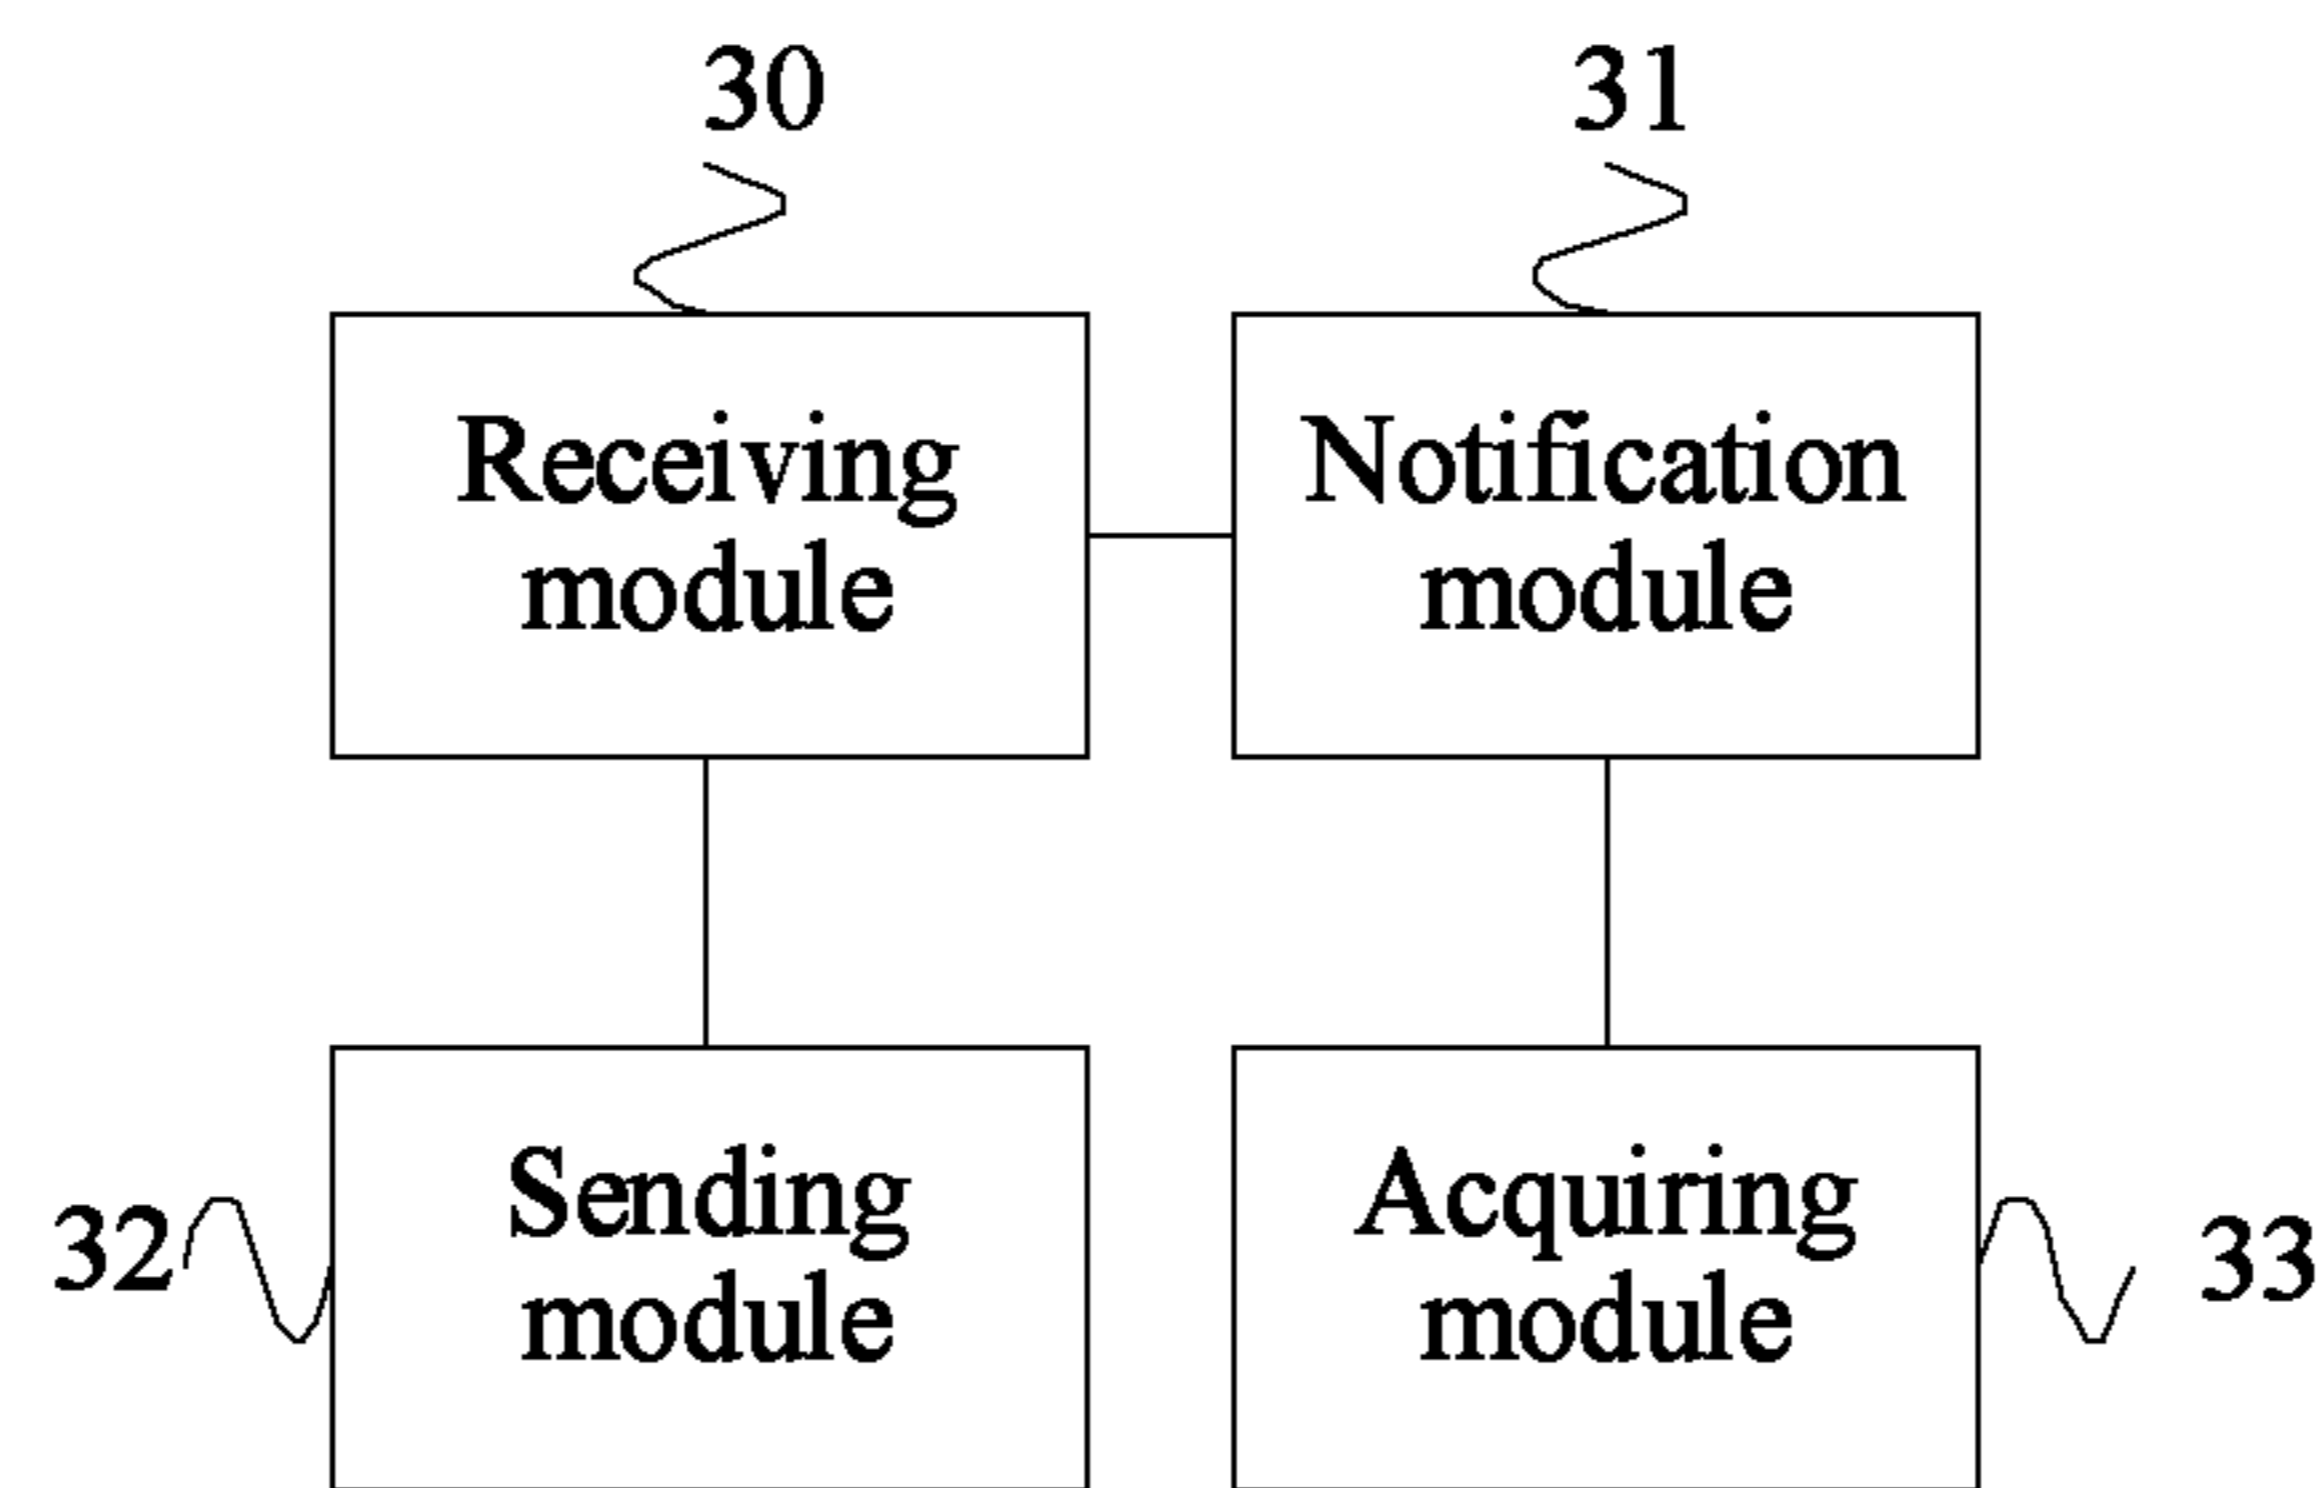 30
31
Receiving
module
Notification
module
32
Sending
module
Acquiring
module
33